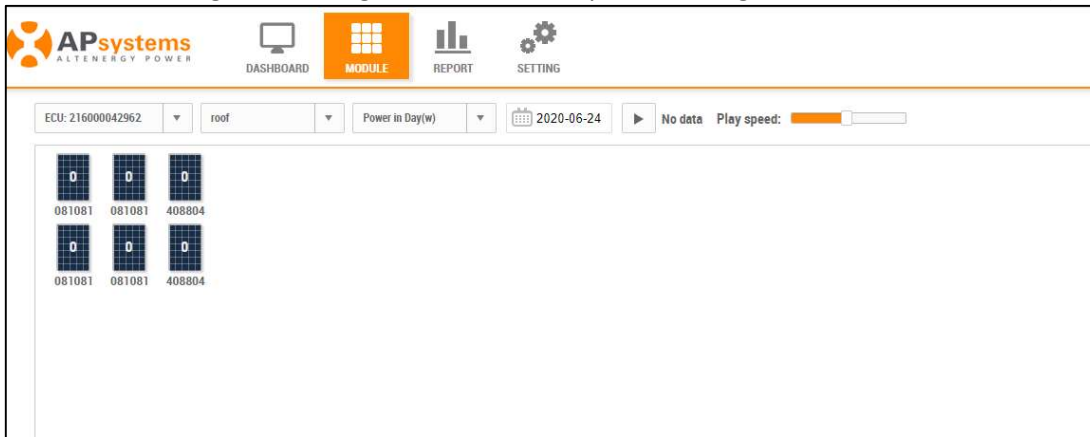 APsystems
ALTENERGY POWER
DASHBOARD
MODULE
REPORT
SETTING
ECU: 216000042962
roof
Power in Day(w)
2020-06-24
No data
Play speed:
0 0 0
081081 081081 408804
0 0 0
081081 081081 408804